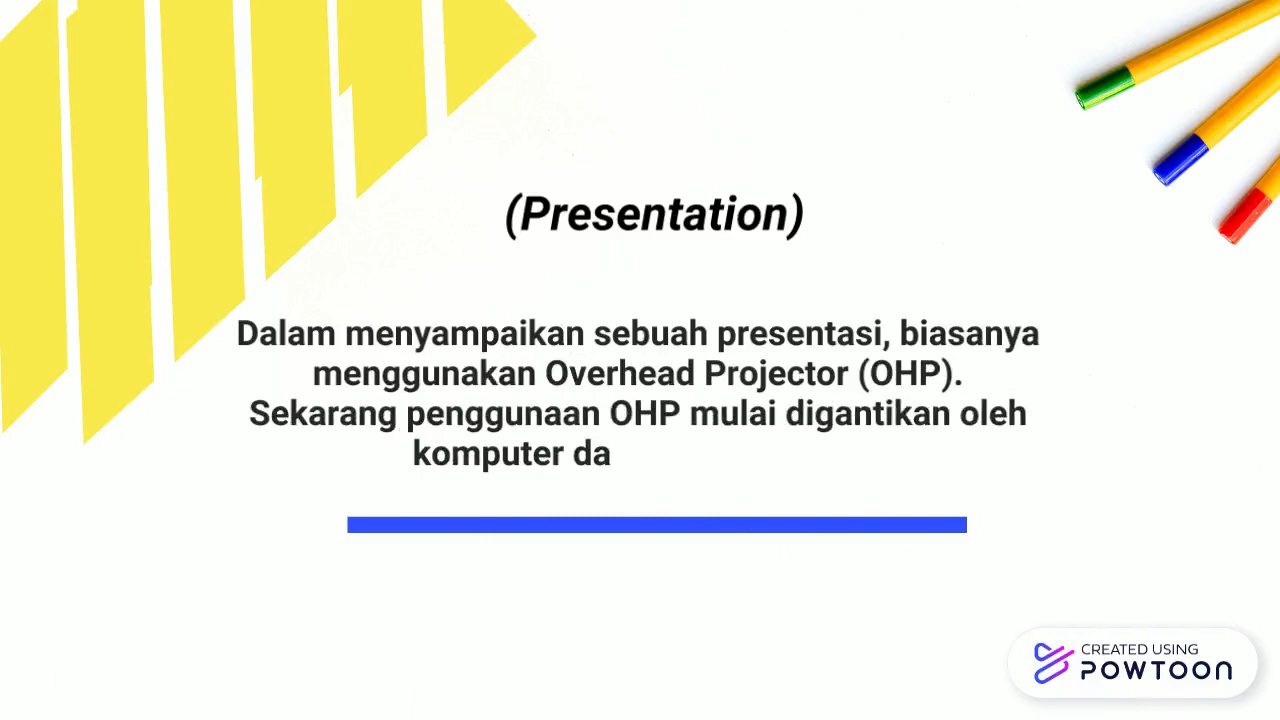 (Presentation)
Dalam menyampaikan sebuah presentasi, biasanya
menggunakan Overhead Projector (OHP).
Sekarang penggunaan OHP mulai digantikan oleh
komputer da
CREATED USING
POWTOON